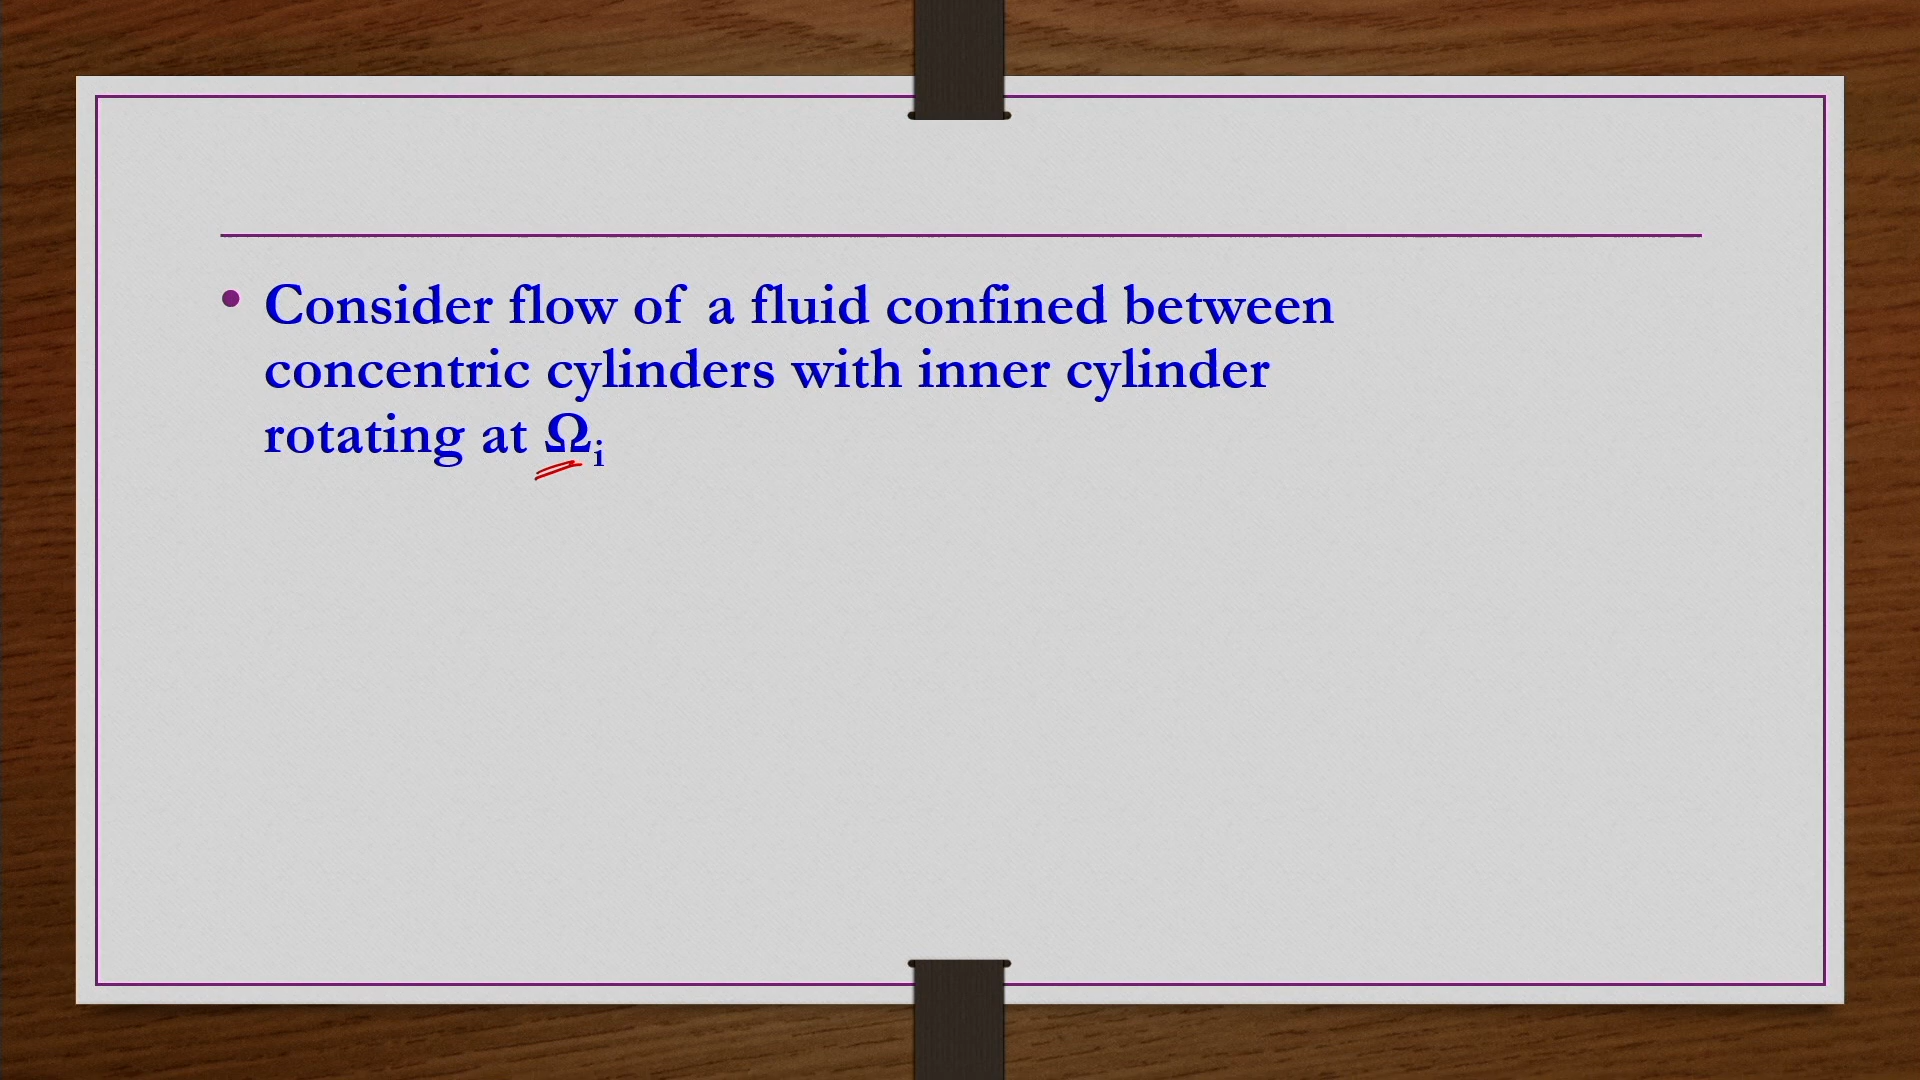 • Consider flow of a fluid confined between
concentric cylinders with inner cylinder
rotating at Ωᵢ